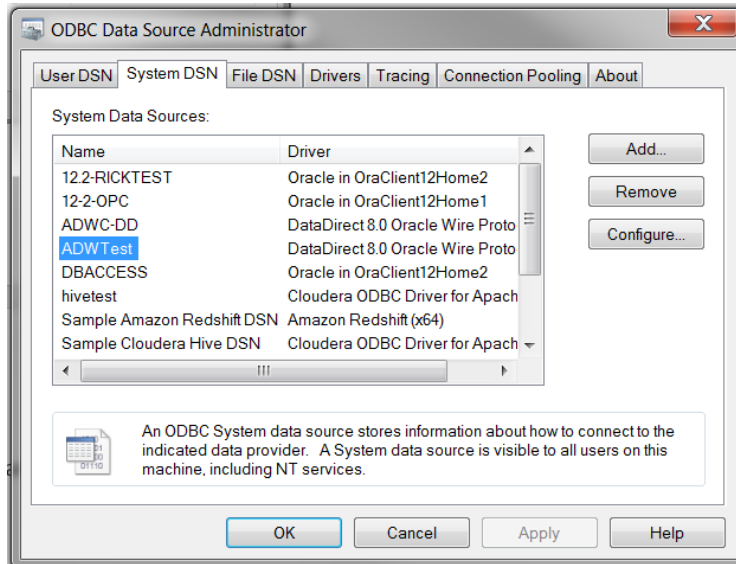 ODBC Data Source Administrator
User DSN System DSN File DSN Drivers Tracing Connection Pooling About
System Data Sources:
Name Driver
12.2-RICKTEST Oracle in OraClient12Home2
12-2-OPC Oracle in OraClient12Home1
ADWC-DD DataDirect 8.0 Oracle Wire Proto
ADWTest DataDirect 8.0 Oracle Wire Proto
DBACCESS Oracle in OraClient12Home2
hivetest Cloudera ODBC Driver for Apach
Sample Amazon Redshift DSN Amazon Redshift (x64)
Sample Cloudera Hive DSN Cloudera ODBC Driver for Apach
Add...
Remove
Configure...
An ODBC System data source stores information about how to connect to the
indicated data provider. A System data source is visible to all users on this
machine, including NT services.
OK Cancel Apply Help